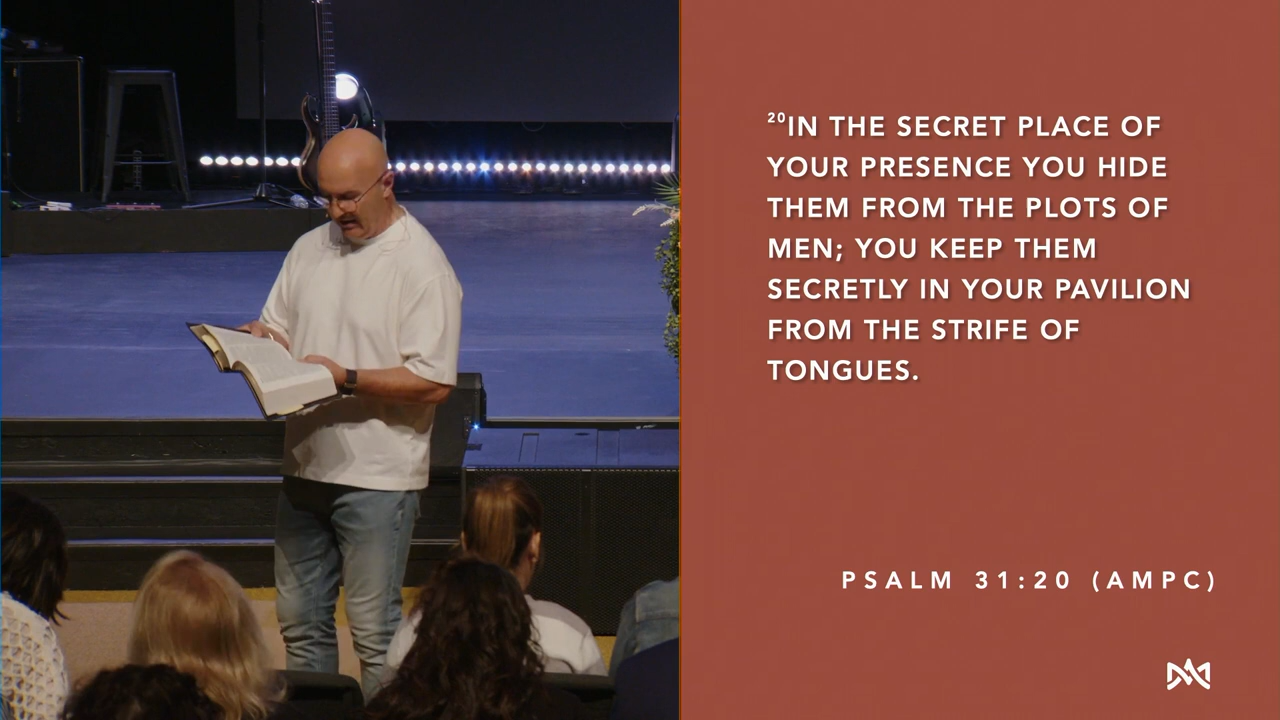 20IN THE SECRET PLACE OF
YOUR PRESENCE YOU HIDE
THEM FROM THE PLOTS OF
MEN; YOU KEEP THEM
SECRETLY IN YOUR PAVILION
FROM THE STRIFE OF
TONGUES.
PSALM 31:20 (AMPC)